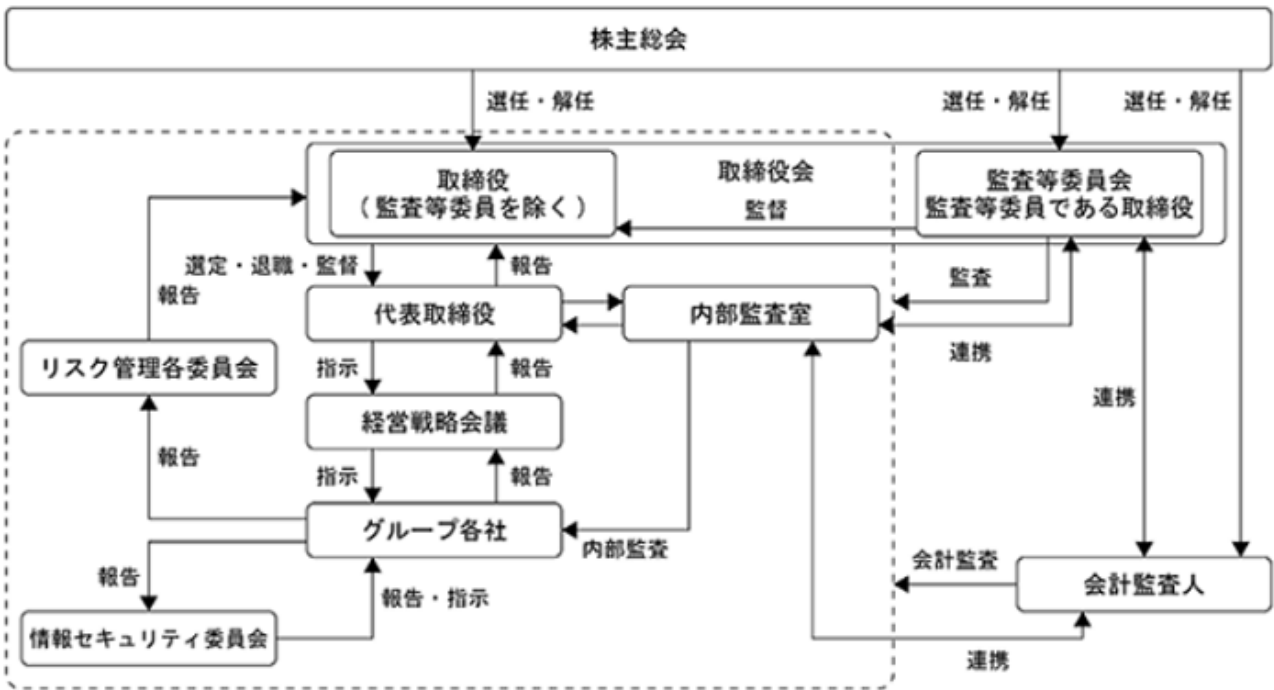 株主総会
選任・解任
選任・解任
選任・解任
取締役
（監査等委員を除く）
取締役会
監督
監査等委員会
監査等委員である取締役
選定・退職・監督
報告
監査
報告
代表取締役
内部監査室
連携
リスク管理各委員会
指示
報告
連携
経営戦略会議
報告
指示
報告
グループ各社
内部監査
会計監査
報告
会計監査人
報告・指示
情報セキュリティ委員会
連携